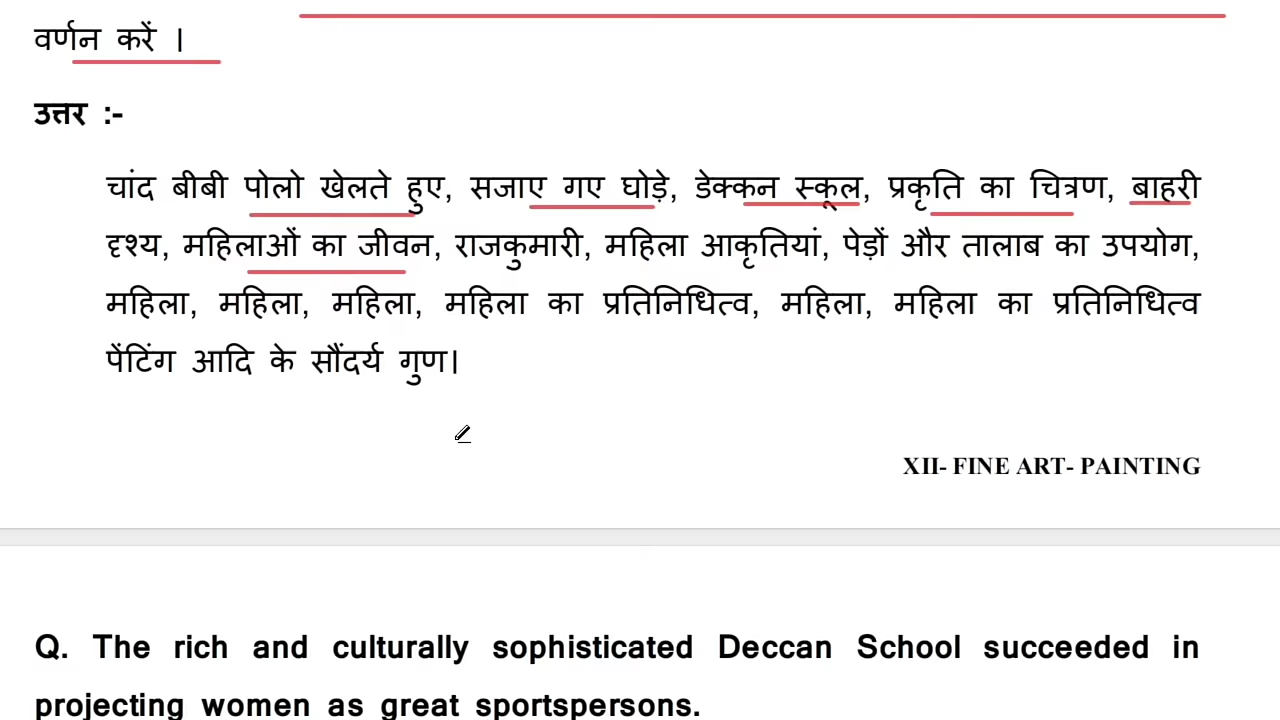 वर्णन करें ।
उत्तर :-
चांद बीबी पोलो खेलते हुए, सजाए गए घोड़े, डेक्कन स्कूल, प्रकृति का चित्रण, बाहरी
दृश्य, महिलाओं का जीवन, राजकुमारी, महिला आकृतियां, पेड़ों और तालाब का उपयोग,
महिला, महिला, महिला, महिला का प्रतिनिधित्व, महिला, महिला का प्रतिनिधित्व
पेंटिंग आदि के सौंदर्य गुण।
XII- FINE ART- PAINTING
Q. The rich and culturally sophisticated Deccan School succeeded in
projecting women as great sportspersons.